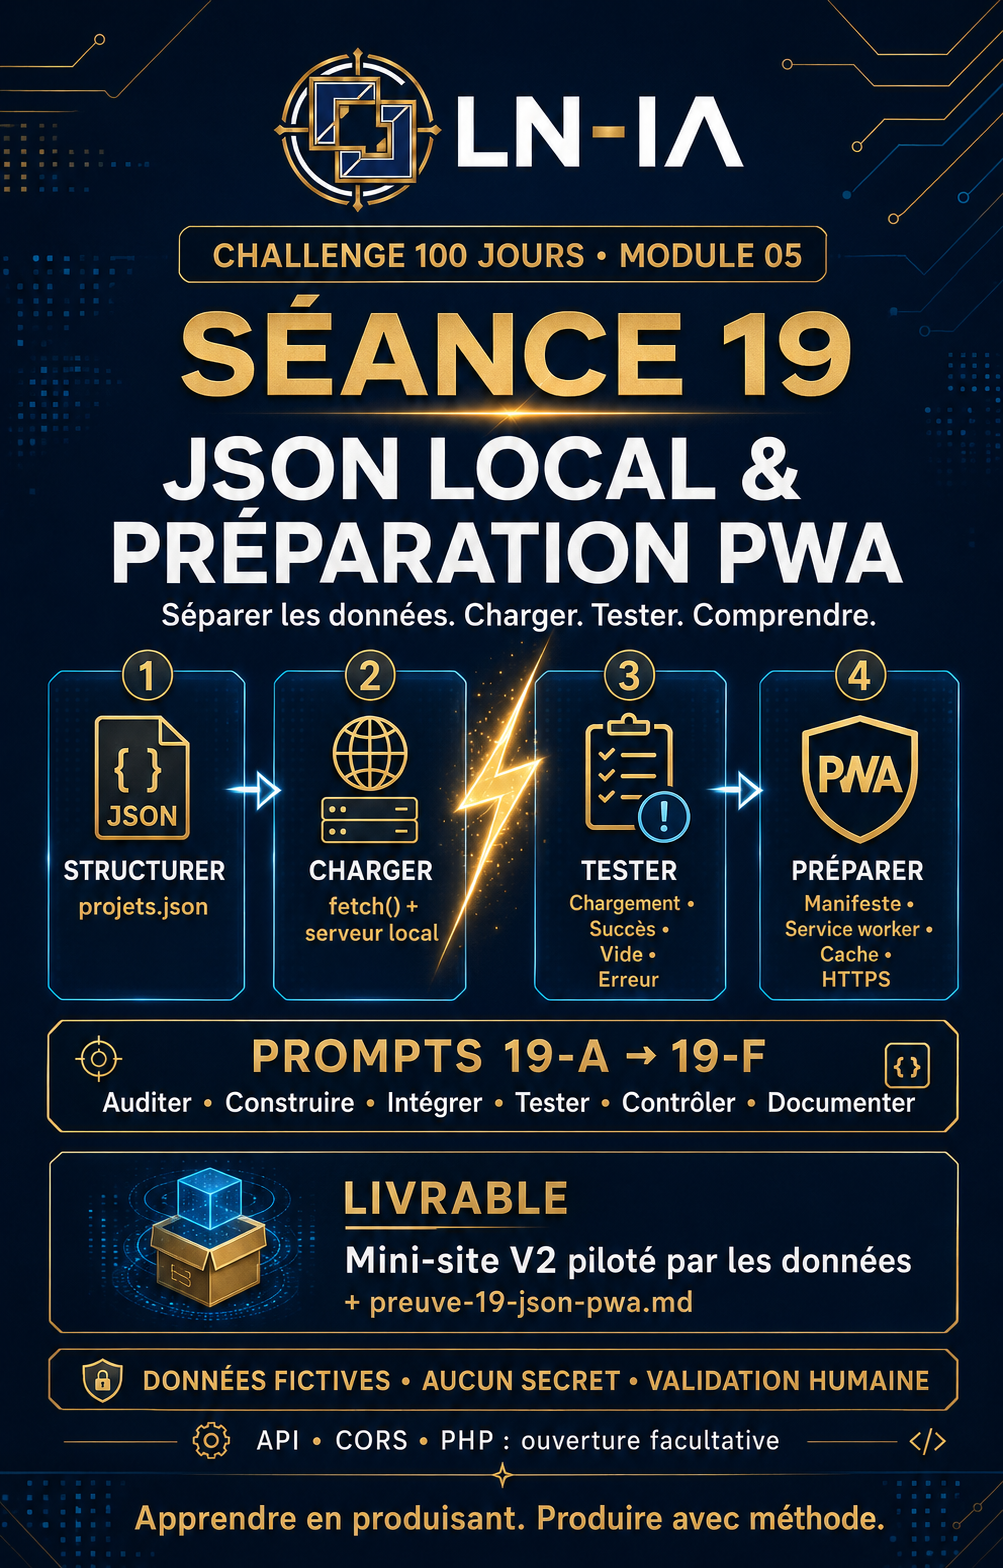 LN-IA
CHALLENGE 100 JOURS • MODULE 05
SÉANCE 19
JSON LOCAL &
PRÉPARATION PWA
Séparer les données. Charger. Tester. Comprendre.
1
{ }
JSON
STRUCTURER
projets.json
2
CHARGER
fetch() +
serveur local
3
!
TESTER
Chargement •
Succès •
Vide •
Erreur
4
PWA
PRÉPARER
Manifeste •
Service worker •
Cache •
HTTPS
PROMPTS 19-A → 19-F
{ }
Auditer • Construire • Intégrer • Tester • Contrôler • Documenter
LIVRABLE
Mini-site V2 piloté par les données
+ preuve-19-json-pwa.md
DONNÉES FICTIVES • AUCUN SECRET • VALIDATION HUMAINE
API • CORS • PHP : ouverture facultative
</>
Apprendre en produisant. Produire avec méthode.